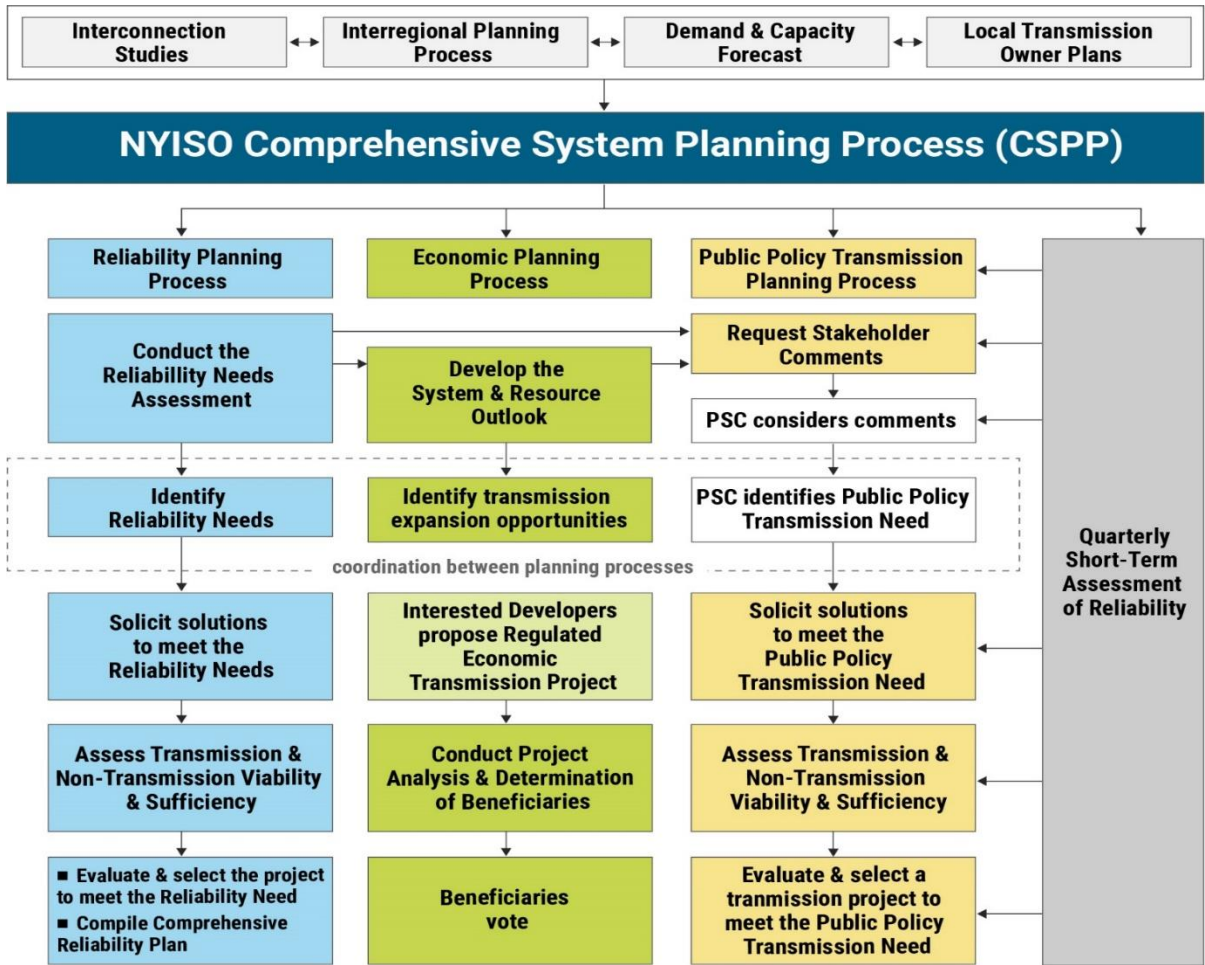 Interconnection
Studies
Interregional Planning
Process
Demand & Capacity
Forecast
Local Transmission
Owner Plans
NYISO Comprehensive System Planning Process (CSPP)
Reliability Planning
Process
Economic Planning
Process
Public Policy Transmission
Planning Process
Conduct the
Reliabillity Needs
Assessment
Develop the
System & Resource
Outlook
Request Stakeholder
Comments
PSC considers comments
Identify
Reliability Needs
Identify transmission
expansion opportunities
PSC identifies Public Policy
Transmission Need
coordination between planning processes
Quarterly
Short-Term
Assessment
of Reliability
Solicit solutions
to meet the
Reliability Needs
Interested Developers
propose Regulated
Economic
Transmission Project
Solicit solutions
to meet the
Public Policy
Transmission Need
Assess Transmission &
Non-Transmission Viability
& Sufficiency
Conduct Project
Analysis & Determination
of Beneficiaries
Assess Transmission &
Non-Transmission
Viability & Sufficiency
■ Evaluate & select the project
to meet the Reliability Need
■ Compile Comprehensive
Reliability Plan
Beneficiaries
vote
Evaluate & select a
tranmission project to
meet the Public Policy
Transmission Need